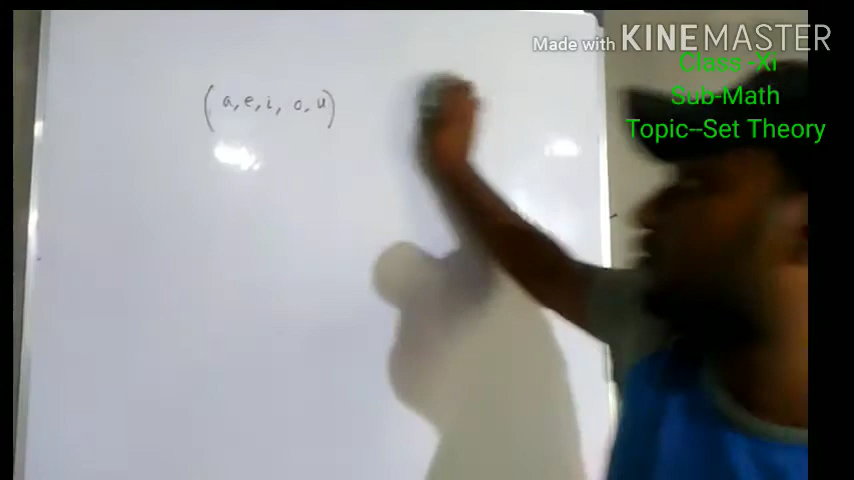 Made with KINEMASTER
Class -Xi
Sub-Math
Topic--Set Theory
(a, e, i, o, u)